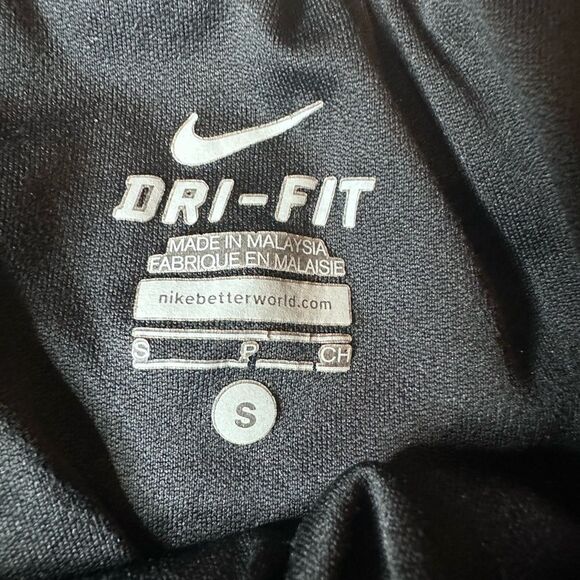 DRI-FIT
MADE IN MALAYSIA
FABRIQUE EN MALAISIE
nikebetterworld.com
S P CH
S